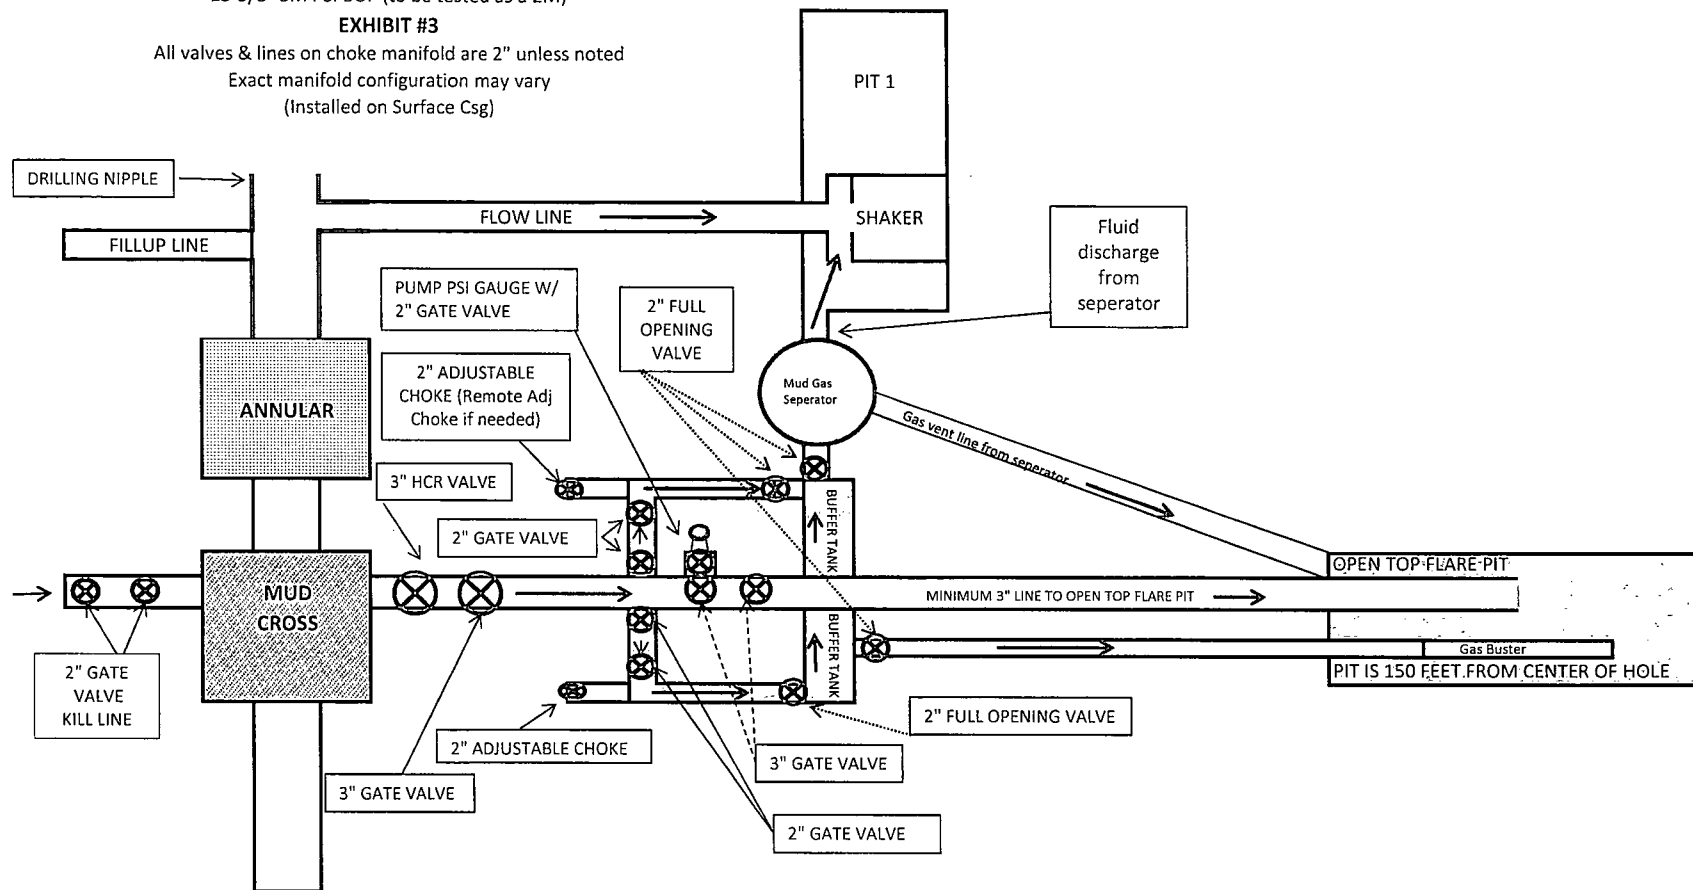 EXHIBIT #3
All valves & lines on choke manifold are 2" unless noted
Exact manifold configuration may vary
(Installed on Surface Csg)
PIT 1
DRILLING NIPPLE
FLOW LINE
SHAKER
FILLUP LINE
Fluid
discharge
from
seperator
PUMP PSI GAUGE W/
2" GATE VALVE
2" FULL
OPENING
VALVE
2" ADJUSTABLE
CHOKE (Remote Adj
Choke if needed)
Mud Gas
Seperator
ANNULAR
Gas vent line from seperator
3" HCR VALVE
2" GATE VALVE
BUFFER TANK
OPEN TOP FLARE PIT
MUD
CROSS
MINIMUM 3" LINE TO OPEN TOP FLARE PIT
BUFFER TANK
Gas Buster
PIT IS 150 FEET FROM CENTER OF HOLE
2" GATE
VALVE
KILL LINE
2" FULL OPENING VALVE
2" ADJUSTABLE CHOKE
3" GATE VALVE
3" GATE VALVE
2" GATE VALVE